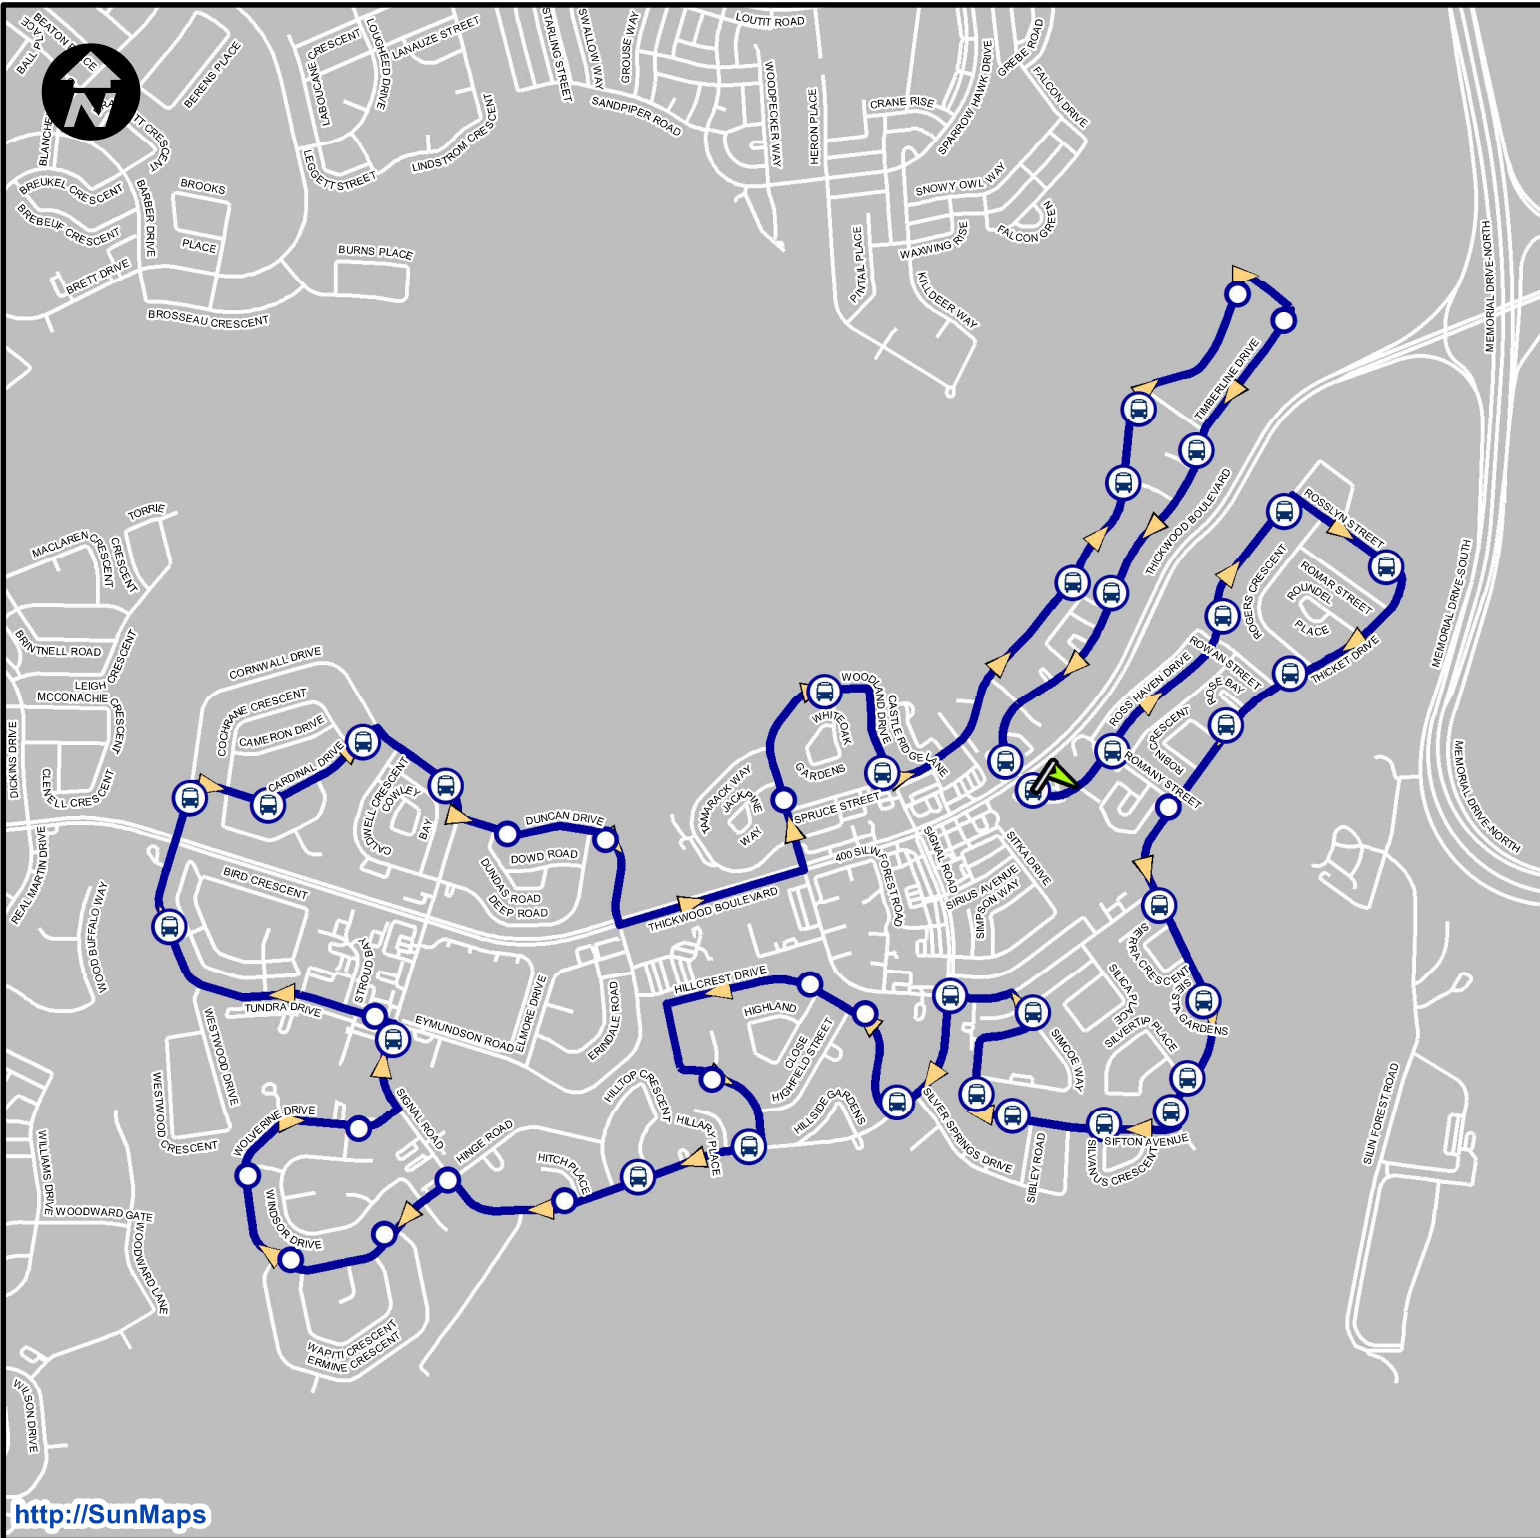 LOUTIT ROAD
BEATON
PLACE
BALL PL
ACE
N
BERENS PLACE
LABOUCANE
CRESCENT
LOUGHEED DRIVE
LANAUZE STREET
STARLING STREET
SWALLOW WAY
GROUSE WAY
SANDPIPER ROAD
WOODPECKER WAY
HERON PLACE
CRANE RISE
SPARROW HAWK DRIVE
GREBE ROAD
FALCON DRIVE
TT CRESCENT
BLANCHE
LINDSTROM CRESCENT
LEGGETT STREET
SNOWY OWL WAY
FALCON GREEN
WAXWING RISE
BREUKEL CRESCENT
BREBEUF CRESCENT
BARBER DRIVE
BROOKS
PLACE
BRETT DRIVE
BURNS PLACE
BROSSEAU CRESCENT
PINTAIL PLACE
KILLDEER WAY
MEMORIAL DRIVE-NORTH
TIMBERLINE DRIVE
THICKWOOD BOULEVARD
ROSSLYN STREET
ROGERS CRESCENT
ROMAR STREET
ROUNDEL
PLACE
THICKET DRIVE
MEMORIAL DRIVE-SOUTH
TORRIE
CRESCENT
MACLAREN
CRESCENT
BRINTNELL ROAD
LEIGH
CRESCENT
MCCONACHIE
CRESCENT
DICKINS DRIVE
CLENELL CRESCENT
CORNWALL DRIVE
COCHRANE CRESCENT
CAMERON DRIVE
CARDINAL DRIVE
CALDWELL CRESCENT
COWLEY
BAY
ROWAN STREET
ROSS HAVEN DRIVE
ROSE BAY
ROBIN
CRESCENT
ROMANY STREET
WOODLAND DRIVE
WHITEOAK
GARDENS
CASTLE RIDGE
LANE
TAMARACK WAY
JACKPINE
WAY
SPRUCE STREET
DUNCAN DRIVE
DOWD ROAD
DUNDAS ROAD
DEEP ROAD
THICKWOOD BOULEVARD
400 SILIN FOREST ROAD
SIGNAL ROAD
SITKA DRIVE
SIRIUS AVENUE
SIMPSON WAY
MEMORIAL DRIVE-NORTH
REAL MARTIN DRIVE
BIRD CRESCENT
WOOD BUFFALO WAY
STROUD BAY
TUNDRA DRIVE
EYMUNDSON ROAD
ELMORE DRIVE
ERINDALE ROAD
HILLCREST DRIVE
HIGHLAND
CLOSE
HIGHFIELD STREET
HILLSIDE GARDENS
SIERRA CRESCENT
SIESTA GARDENS
SILICA PLACE
SILVERTIP PLACE
SIMCOE WAY
SILVER SPRINGS DRIVE
SIBLEY ROAD
SIFTON AVENUE
SILVANUS CRESCENT
HILLTOP CRESCENT
HILLARY PLACE
HINGE ROAD
HITCH PLACE
SIGNAL ROAD
WESTWOOD DRIVE
WESTWOOD
CRESCENT
WOLVERINE DRIVE
WINDSOR DRIVE
WILLIAMS DRIVE
WOODWARD GATE
WOODWARD LANE
WAPITI CRESCENT
ERMINE CRESCENT
WILSON DRIVE
SILIN FOREST ROAD
http://SunMaps